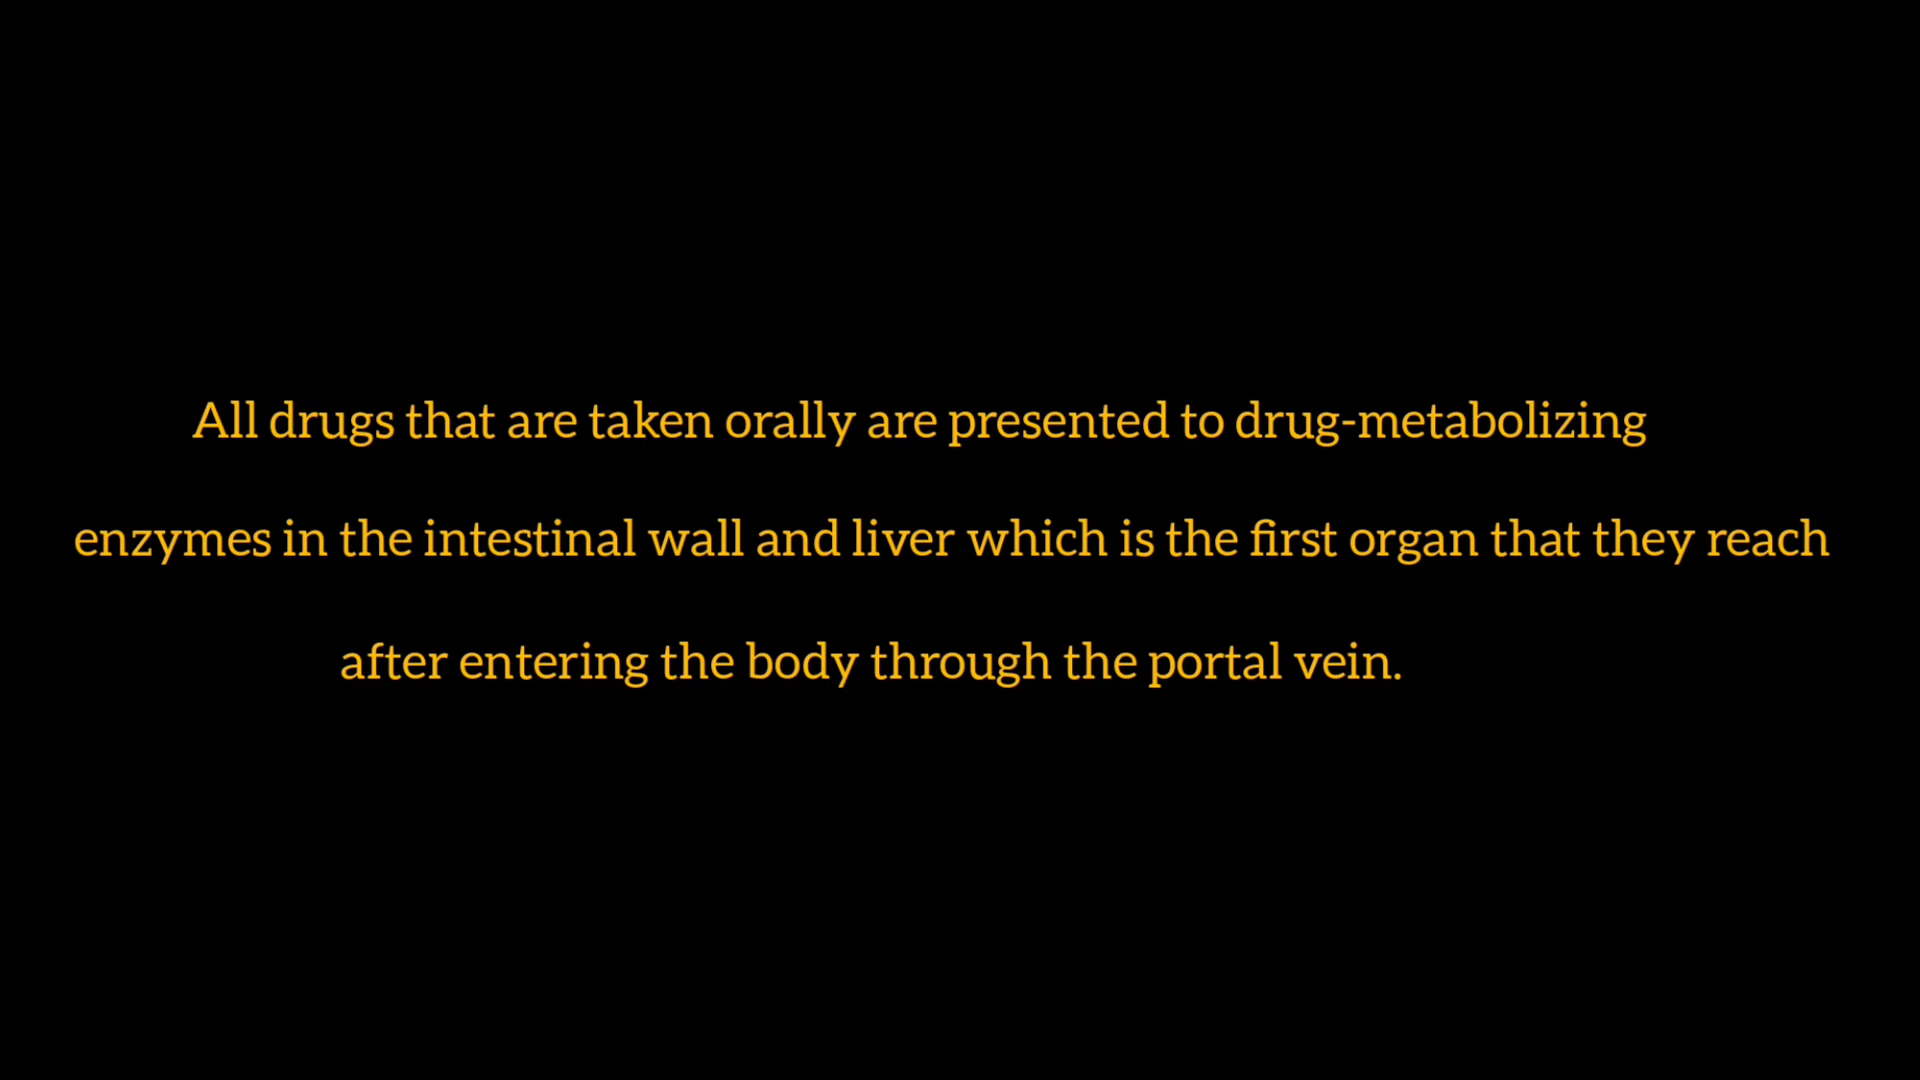 All drugs that are taken orally are presented to drug-metabolizing
enzymes in the intestinal wall and liver which is the first organ that they reach
after entering the body through the portal vein.